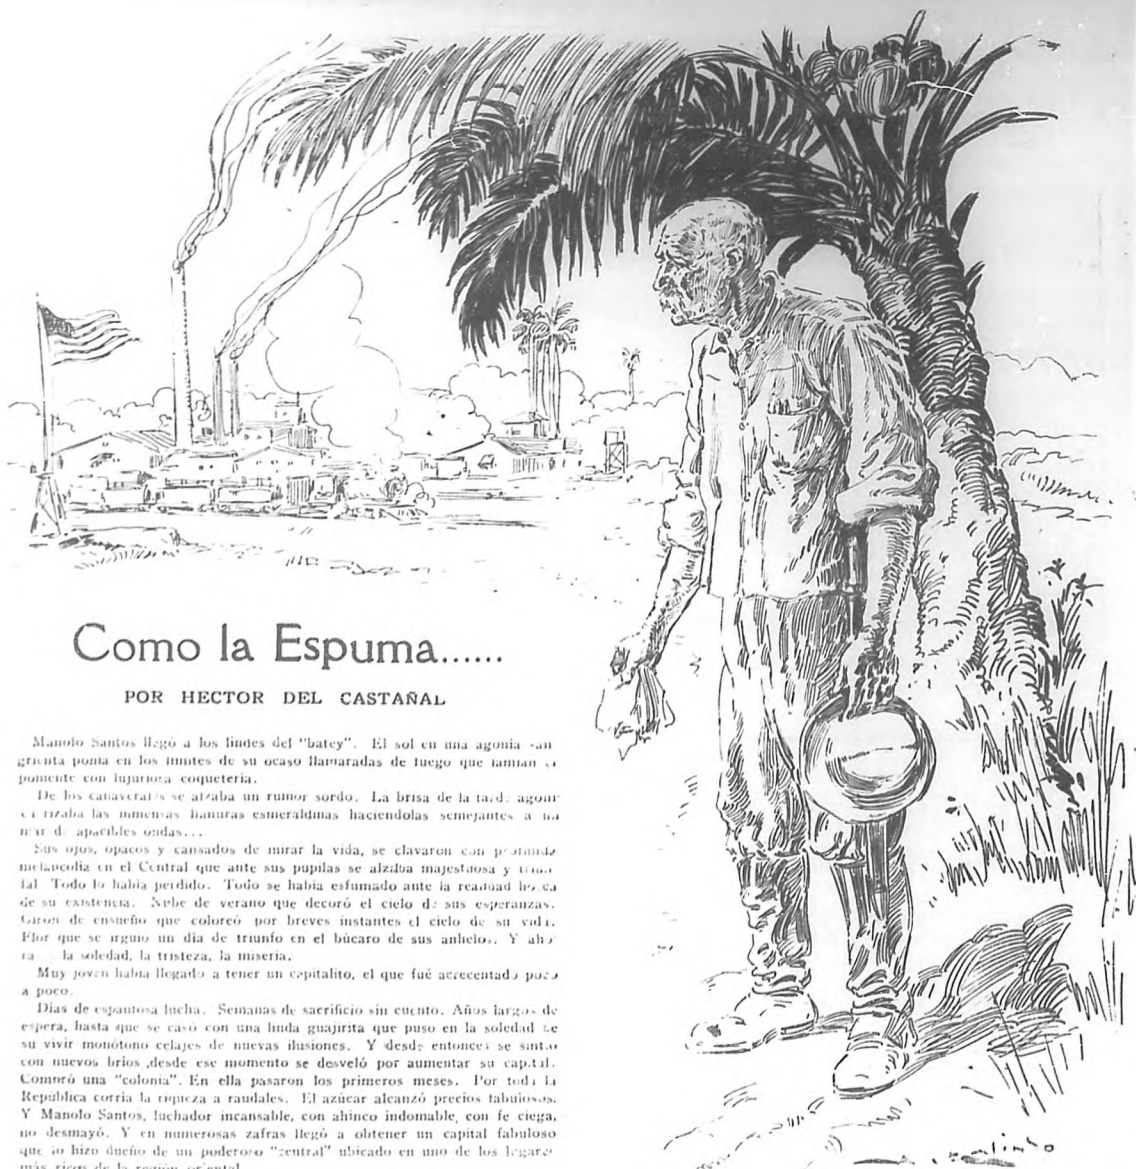 Como la Espuma......
POR HECTOR DEL CASTAÑAL
Manolo Santos llegó a los lindes del "batey". El sol en una agonía san
grienta ponía en los límites de su ocaso llamaradas de fuego que
poniente con lujuriosa coquetería.
De los cañaverales se alzaba un rumor sordo. La brisa de la tarde
rizaba las inmensas llanuras esmeraldinas haciendolas semejantes a un
mar de apacibles ondas...
Sus ojos, opacos y cansados de mirar la vida, se clavaron con profunda
melancolía en el Central que ante sus pupilas se alzaba majestuosa y
fal Todo lo había perdido. Todo se había esfumado ante la realidad
de su existencia. Nube de verano que decoró el cielo de sus esperanzas.
Girón de ensueño que coloreó por breves instantes el cielo de su vida.
Flor que se irguio un día de triunfo en el búcaro de sus anhelos. Y aho
ra... la soledad, la tristeza, la miseria.
Muy joven había llegado a tener un capitalito, el que fué acrecentado poco
a poco.
Días de espantosa lucha. Semanas de sacrificio sin cuento. Años largos de
espera, hasta que se casó con una linda guajirita que puso en la soledad de
su vivir monótono celajes de nuevas ilusiones. Y desde entonces se sintió
con nuevos bríos ,desde ese momento se desveló por aumentar su capital.
Compró una "colonia". En ella pasaron los primeros meses. Por toda la
República corría la riqueza a raudales. El azúcar alcanzó precios fabulosos.
Y Manolo Santos, luchador incansable, con ahinco indomable, con fe ciega,
no desmayó. Y en numerosas zafras llegó a obtener un capital fabuloso
que lo hizo dueño de un poderoso "central" ubicado en uno de los lugares
más ricos de la región oriental.